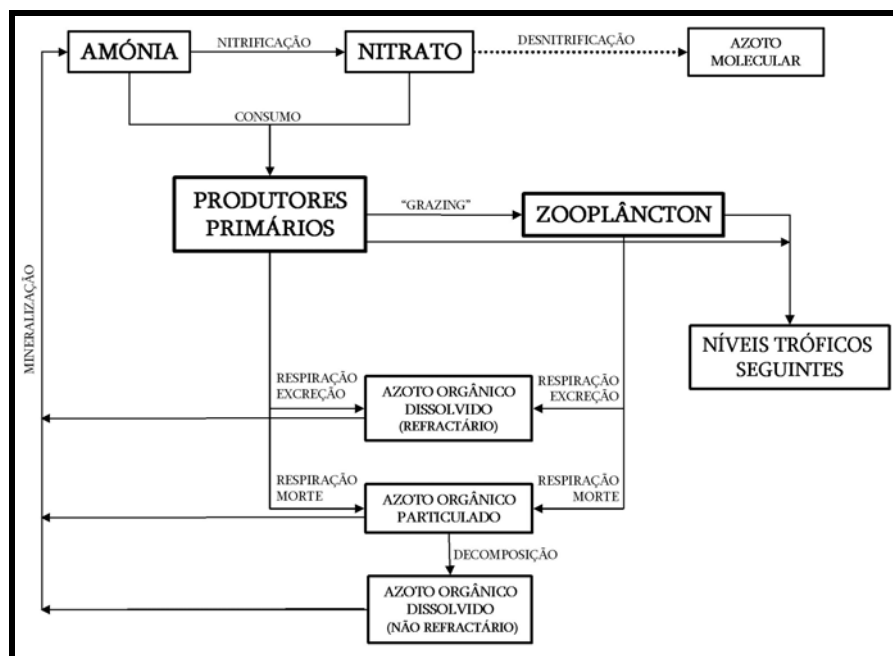 AMÓNIA
NITRIFICAÇÃO
NITRATO
DESNITRIFICAÇÃO
AZOTO
MOLECULAR
CONSUMO
PRODUTORES
PRIMÁRIOS
“GRAZING”
ZOOPLÂNCTON
MINERALIZAÇÃO
NÍVEIS TRÓFICOS
SEGUINTES
RESPIRAÇÃO
EXCREÇÃO
AZOTO ORGÂNICO
DISSOLVIDO
(REFRACTÁRIO)
RESPIRAÇÃO
EXCREÇÃO
RESPIRAÇÃO
MORTE
AZOTO ORGÂNICO
PARTICULADO
RESPIRAÇÃO
MORTE
DECOMPOSIÇÃO
AZOTO ORGÂNICO
DISSOLVIDO
(NÃO REFRACTÁRIO)